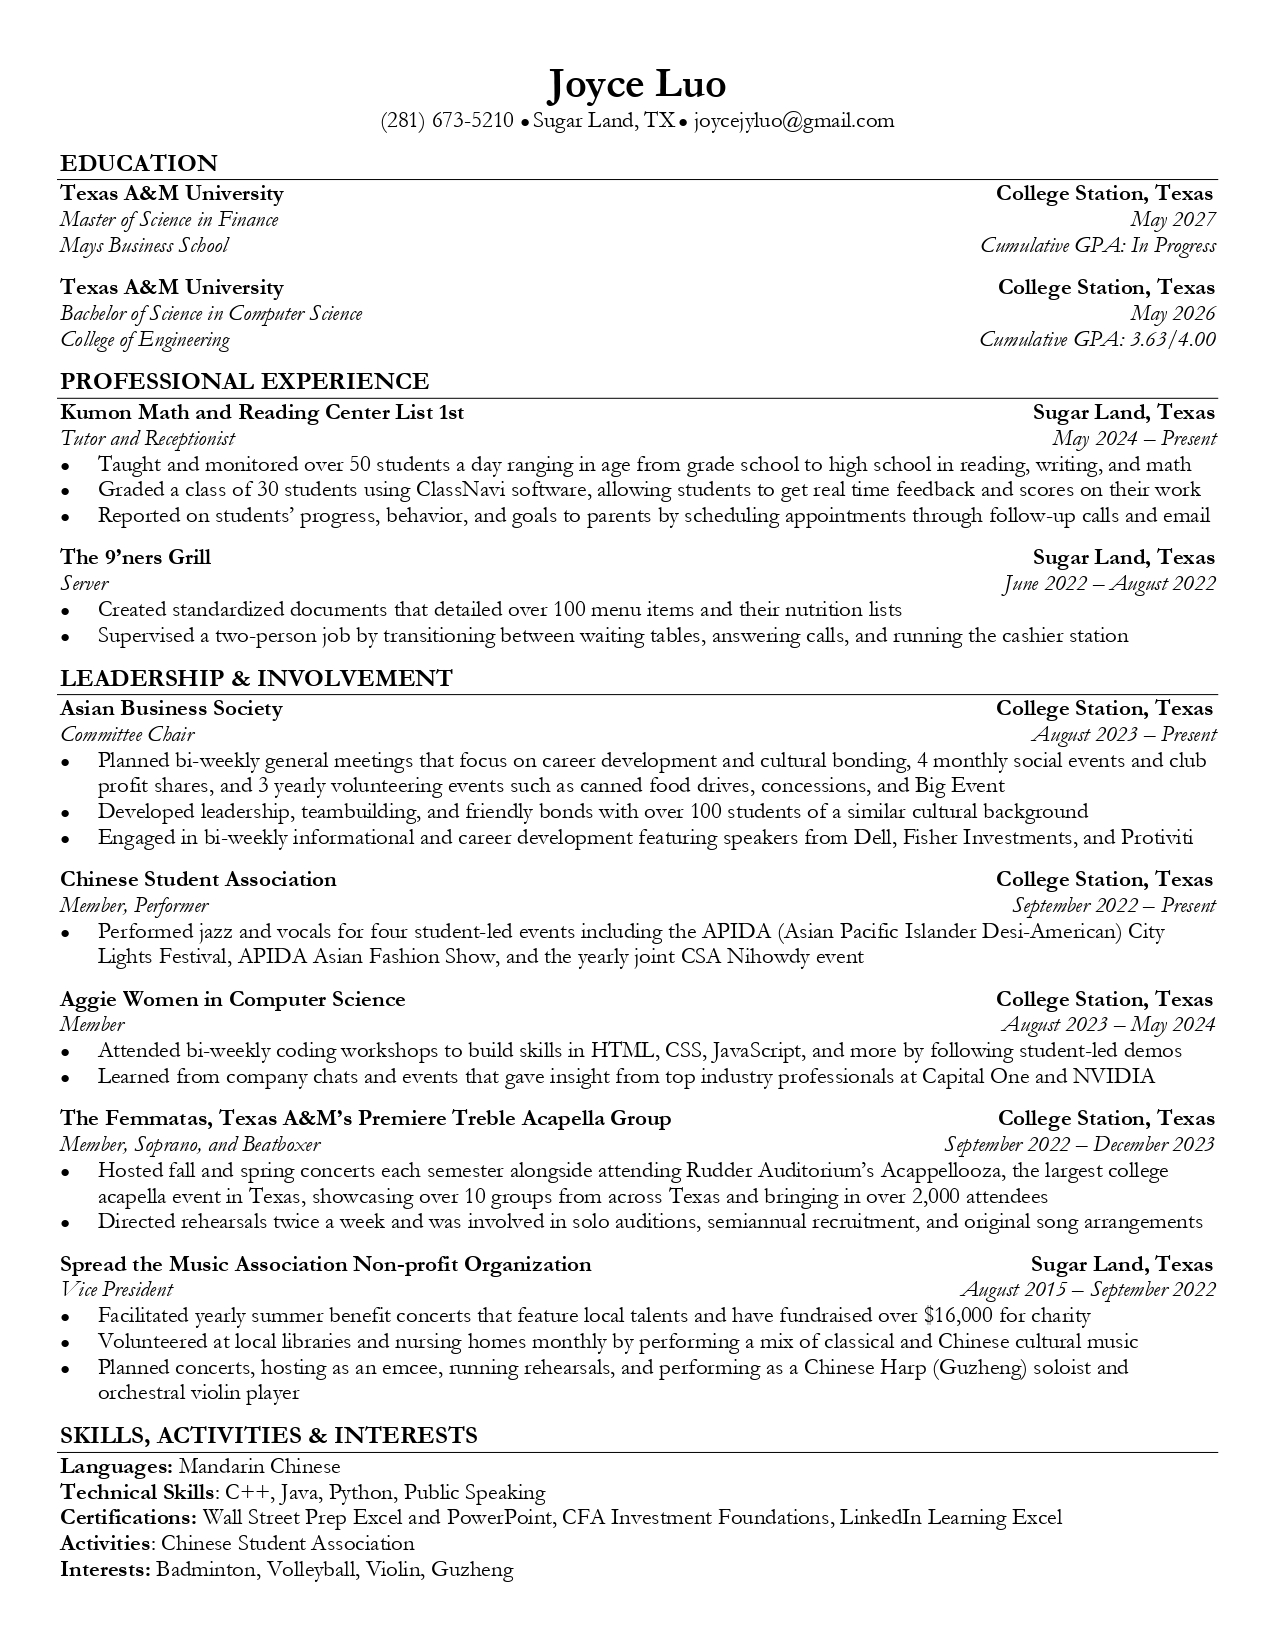 Joyce Luo
(281) 673-5210 ● Sugar Land, TX ● joycejyluo@gmail.com
EDUCATION
Texas A&M University College Station, Texas
Master of Science in Finance May 2027
Mays Business School Cumulative GPA: In Progress
Texas A&M University College Station, Texas
Bachelor of Science in Computer Science May 2026
College of Engineering Cumulative GPA: 3.63/4.00
PROFESSIONAL EXPERIENCE
Kumon Math and Reading Center List 1st Sugar Land, Texas
Tutor and Receptionist May 2024 – Present
● Taught and monitored over 50 students a day ranging in age from grade school to high school in reading, writing, and math
● Graded a class of 30 students using ClassNavi software, allowing students to get real time feedback and scores on their work
● Reported on students’ progress, behavior, and goals to parents by scheduling appointments through follow-up calls and email
The 9’ners Grill Sugar Land, Texas
Server June 2022 – August 2022
● Created standardized documents that detailed over 100 menu items and their nutrition lists
● Supervised a two-person job by transitioning between waiting tables, answering calls, and running the cashier station
LEADERSHIP & INVOLVEMENT
Asian Business Society College Station, Texas
Committee Chair August 2023 – Present
● Planned bi-weekly general meetings that focus on career development and cultural bonding, 4 monthly social events and club
profit shares, and 3 yearly volunteering events such as canned food drives, concessions, and Big Event
● Developed leadership, teambuilding, and friendly bonds with over 100 students of a similar cultural background
● Engaged in bi-weekly informational and career development featuring speakers from Dell, Fisher Investments, and Protiviti
Chinese Student Association College Station, Texas
Member, Performer September 2022 – Present
● Performed jazz and vocals for four student-led events including the APIDA (Asian Pacific Islander Desi-American) City
Lights Festival, APIDA Asian Fashion Show, and the yearly joint CSA Nihowdy event
Aggie Women in Computer Science College Station, Texas
Member August 2023 – May 2024
● Attended bi-weekly coding workshops to build skills in HTML, CSS, JavaScript, and more by following student-led demos
● Learned from company chats and events that gave insight from top industry professionals at Capital One and NVIDIA
The Femmatas, Texas A&M’s Premiere Treble Acapella Group College Station, Texas
Member, Soprano, and Beatboxer September 2022 – December 2023
● Hosted fall and spring concerts each semester alongside attending Rudder Auditorium’s Acappellooza, the largest college
acapella event in Texas, showcasing over 10 groups from across Texas and bringing in over 2,000 attendees
● Directed rehearsals twice a week and was involved in solo auditions, semiannual recruitment, and original song arrangements
Spread the Music Association Non-profit Organization Sugar Land, Texas
Vice President August 2015 – September 2022
● Facilitated yearly summer benefit concerts that feature local talents and have fundraised over $16,000 for charity
● Volunteered at local libraries and nursing homes monthly by performing a mix of classical and Chinese cultural music
● Planned concerts, hosting as an emcee, running rehearsals, and performing as a Chinese Harp (Guzheng) soloist and
orchestral violin player
SKILLS, ACTIVITIES & INTERESTS
Languages: Mandarin Chinese
Technical Skills: C++, Java, Python, Public Speaking
Certifications: Wall Street Prep Excel and PowerPoint, CFA Investment Foundations, LinkedIn Learning Excel
Activities: Chinese Student Association
Interests: Badminton, Volleyball, Violin, Guzheng